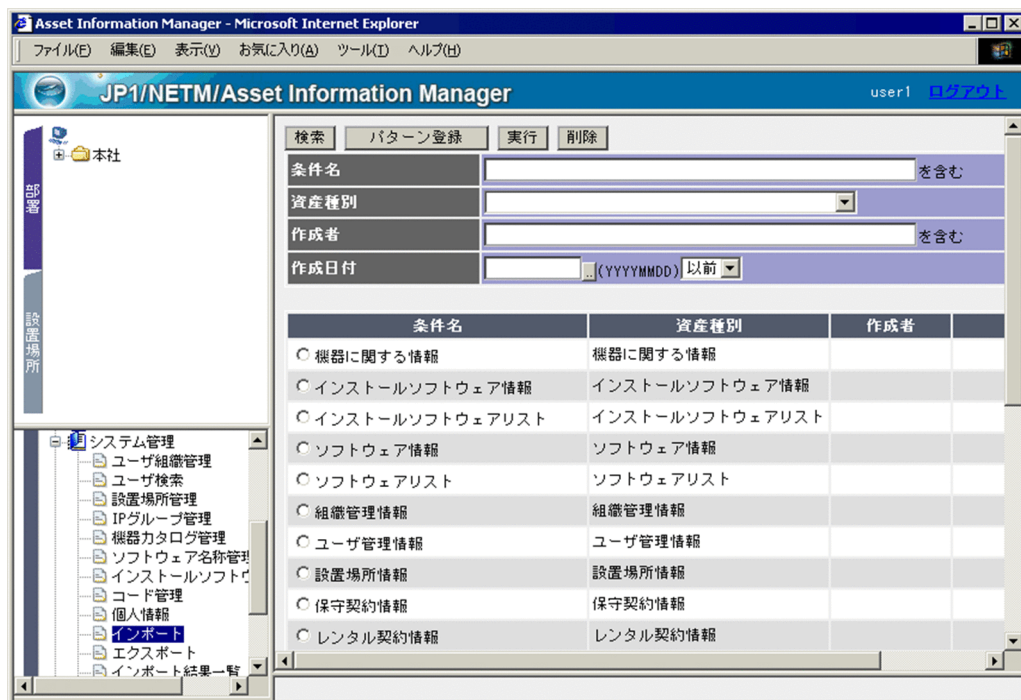 Asset Information Manager - Microsoft Internet Explorer
ファイル(F) 編集(E) 表示(V) お気に入り(A) ツール(T) ヘルプ(H)
JP1/NETM/Asset Information Manager
user1 ログアウト
部署
設置場所
本社
システム管理
ユーザ組織管理
ユーザ検索
設置場所管理
IPグループ管理
機器カタログ管理
ソフトウェア名称管理
インストールソフトウ
コード管理
個人情報
インポート
エクスポート
インポート結果一覧
検索 パターン登録 実行 削除
条件名 を含む
資産種別
作成者 を含む
作成日付 .. (YYYYMMDD) 以前
条件名 資産種別 作成者
機器に関する情報 機器に関する情報
インストールソフトウェア情報 インストールソフトウェア情報
インストールソフトウェアリスト インストールソフトウェアリスト
ソフトウェア情報 ソフトウェア情報
ソフトウェアリスト ソフトウェアリスト
組織管理情報 組織管理情報
ユーザ管理情報 ユーザ管理情報
設置場所情報 設置場所情報
保守契約情報 保守契約情報
レンタル契約情報 レンタル契約情報